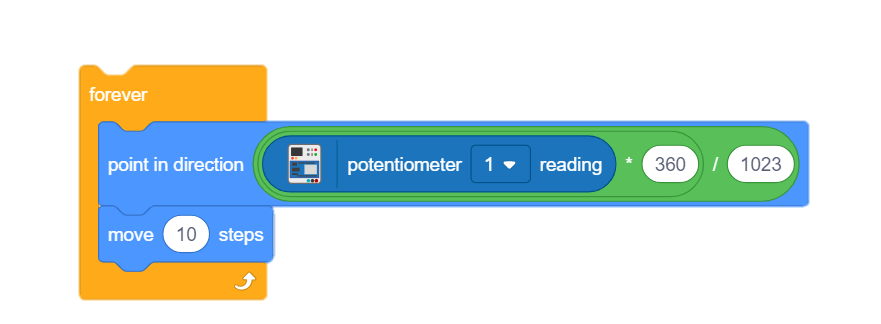 forever
point in direction potentiometer 1 reading * 360 / 1023
move 10 steps